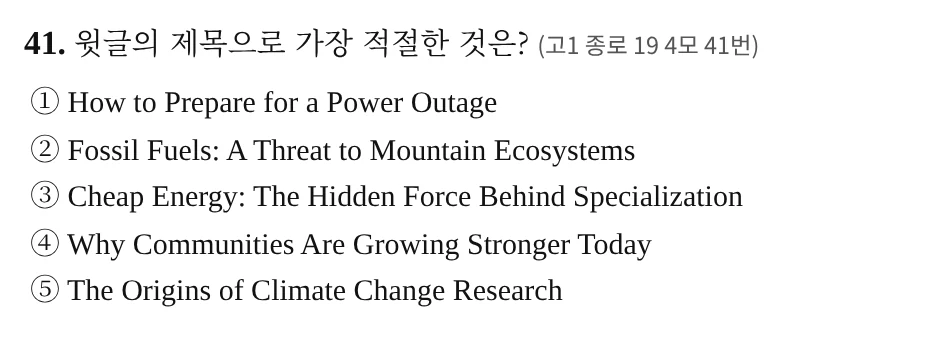 41. 윗글의 제목으로 가장 적절한 것은? (고1 종로 19 4모 41번)
① How to Prepare for a Power Outage
② Fossil Fuels: A Threat to Mountain Ecosystems
③ Cheap Energy: The Hidden Force Behind Specialization
④ Why Communities Are Growing Stronger Today
⑤ The Origins of Climate Change Research